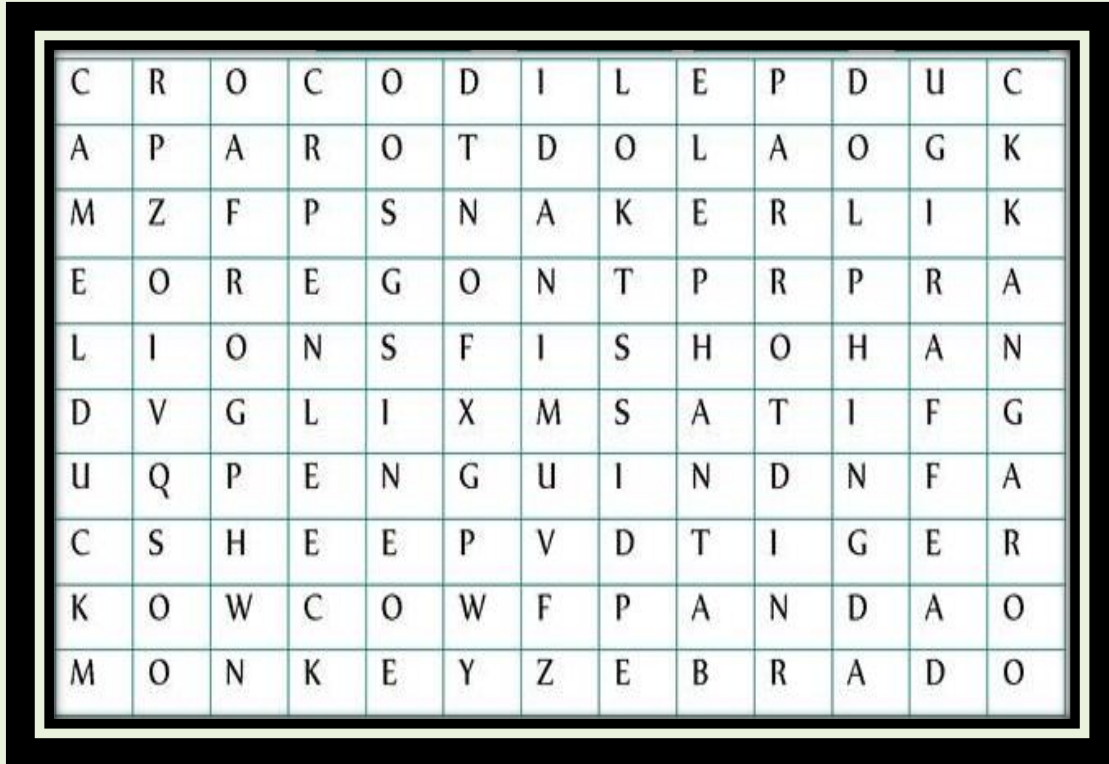 C R O C O D I L E P D U C
A P A R O T D O L A O G K
M Z F P S N A K E R L I K
E O R E G O N T P R P R A
L I O N S F I S H O H A N
D V G L I X M S A T I F G
U Q P E N G U I N D N F A
C S H E E P V D T I G E R
K O W C O W F P A N D A O
M O N K E Y Z E B R A D O